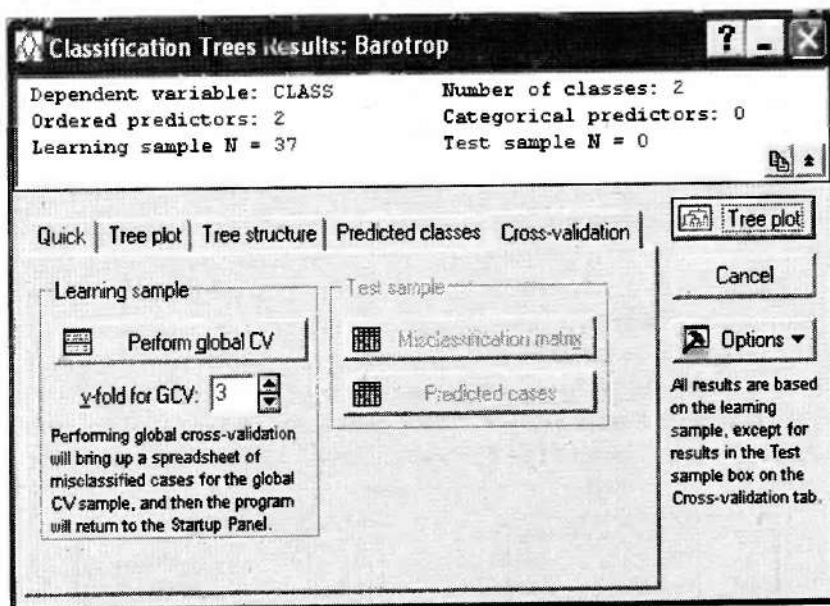 Classification Trees Results: Barotrop
Dependent variable: CLASS
Number of classes: 2
Ordered predictors: 2
Categorical predictors: 0
Learning sample N = 37
Test sample N = 0
Quick
Tree plot
Tree structure
Predicted classes
Cross-validation
Tree plot
Cancel
Options
All results are based
on the learning
sample, except for
results in the Test
sample box on the
Cross-validation tab.
Learning sample
Perform global CV
v-fold for GCV: 3
Performing global cross-validation
will bring up a spreadsheet of
misclassified cases for the global
CV sample, and then the program
will return to the Startup Panel.
Test sample
Misclassification matrix
Predicted cases